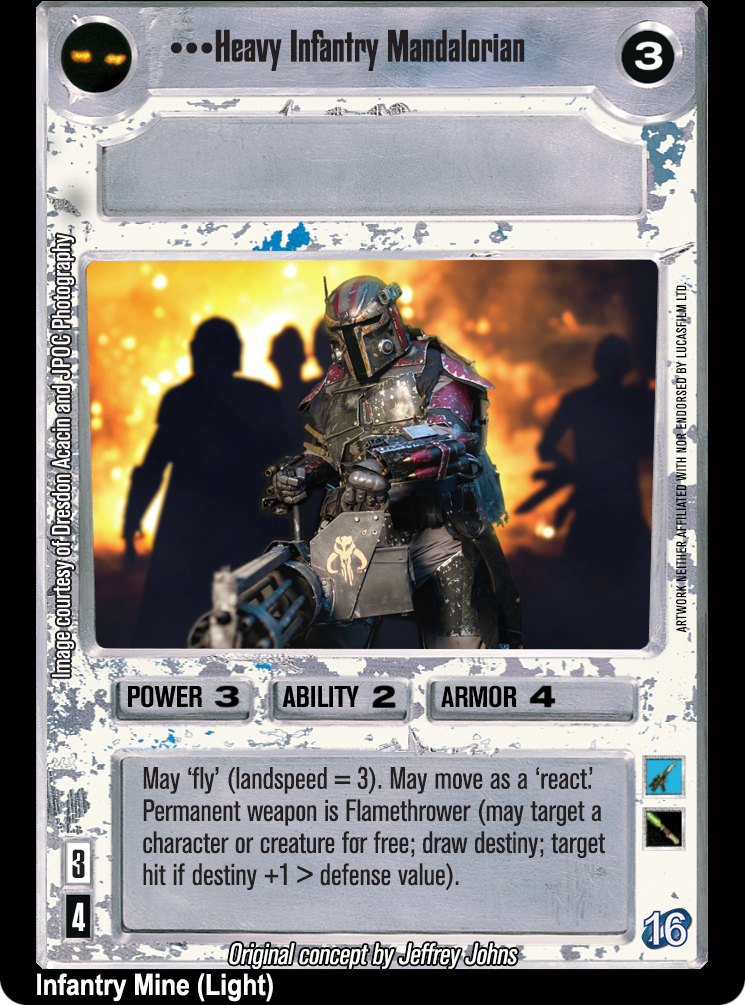 •••Heavy Infantry Mandalorian
3
Image courtesy of Dresdon Acacin and JPOC Photography
ARTWORK NEITHER AFFILIATED WITH NOR ENDORSED BY LUCASFILM LTD.
POWER 3 ABILITY 2 ARMOR 4
May ‘fly’ (landspeed = 3). May move as a ‘react.’
Permanent weapon is Flamethrower (may target a
character or creature for free; draw destiny; target
hit if destiny +1 > defense value).
3
4
16
Original concept by Jeffrey Johns
Infantry Mine (Light)